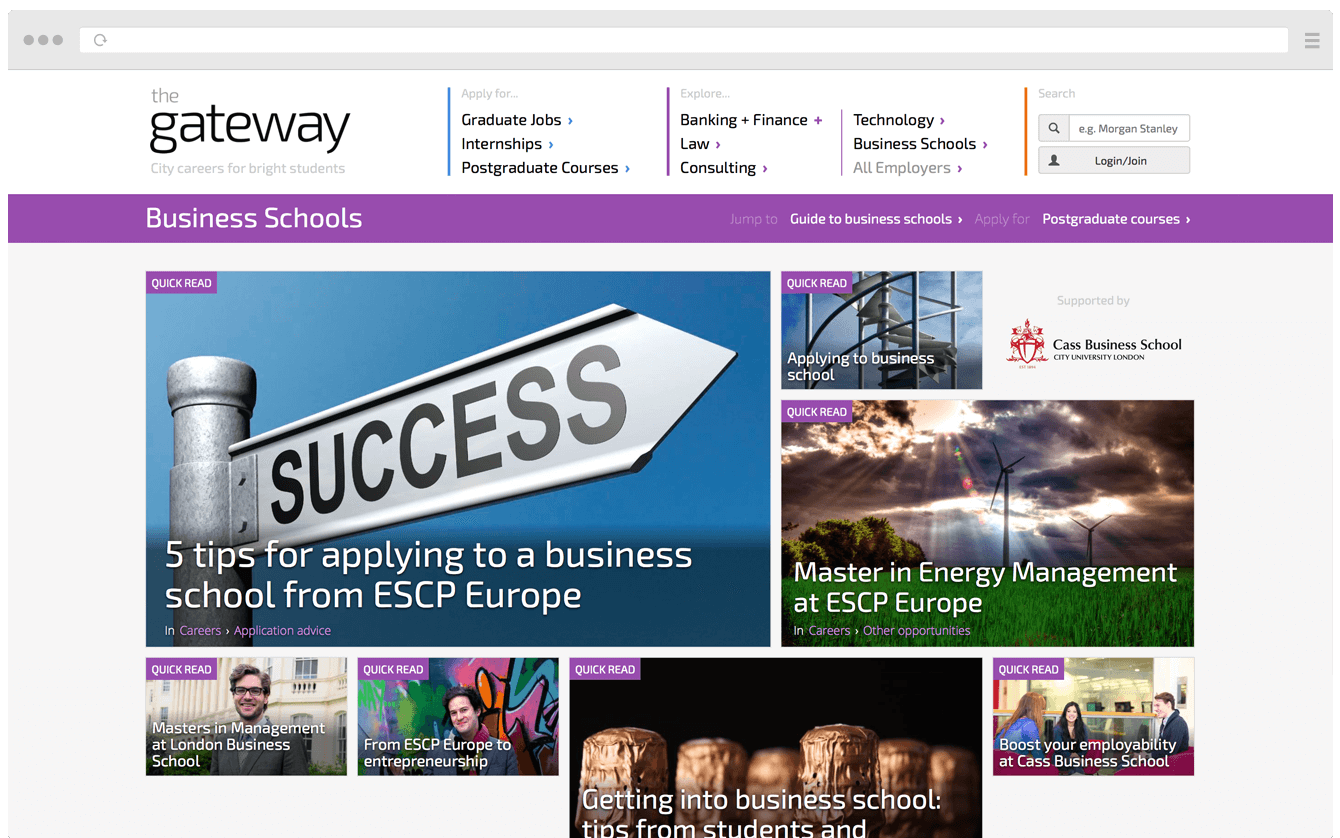 the
gateway
City careers for bright students
Apply for...
Graduate Jobs ›
Internships ›
Postgraduate Courses ›
Explore...
Banking + Finance +
Law ›
Consulting ›
Technology ›
Business Schools ›
All Employers ›
Search
e.g. Morgan Stanley
Login/Join
Business Schools
Jump to Guide to business schools › Apply for Postgraduate courses ›
QUICK READ
SUCCESS
5 tips for applying to a business
school from ESCP Europe
In Careers › Application advice
QUICK READ
Applying to business
school
Supported by
Cass Business School
CITY UNIVERSITY LONDON
EST 1894
QUICK READ
Master in Energy Management
at ESCP Europe
In Careers › Other opportunities
QUICK READ
Masters in Management
at London Business
School
QUICK READ
From ESCP Europe to
entrepreneurship
QUICK READ
Getting into business school:
tips from students and
QUICK READ
Boost your employability
at Cass Business School